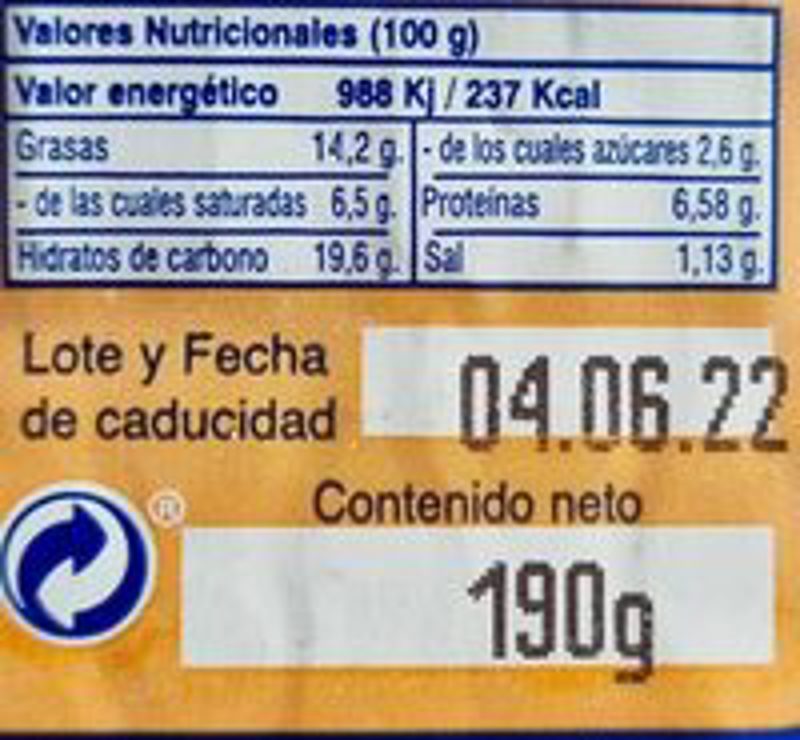 Valores Nutricionales (100 g)
Valor energético 988 Kj / 237 Kcal
Grasas 14,2 g. - de los cuales azúcares 2,6 g.
- de las cuales saturadas 6,5 g. Proteínas 6,58 g.
Hidratos de carbono 19,6 g. Sal 1,13 g.
Lote y Fecha
de caducidad
04.06.22
®
Contenido neto
190g